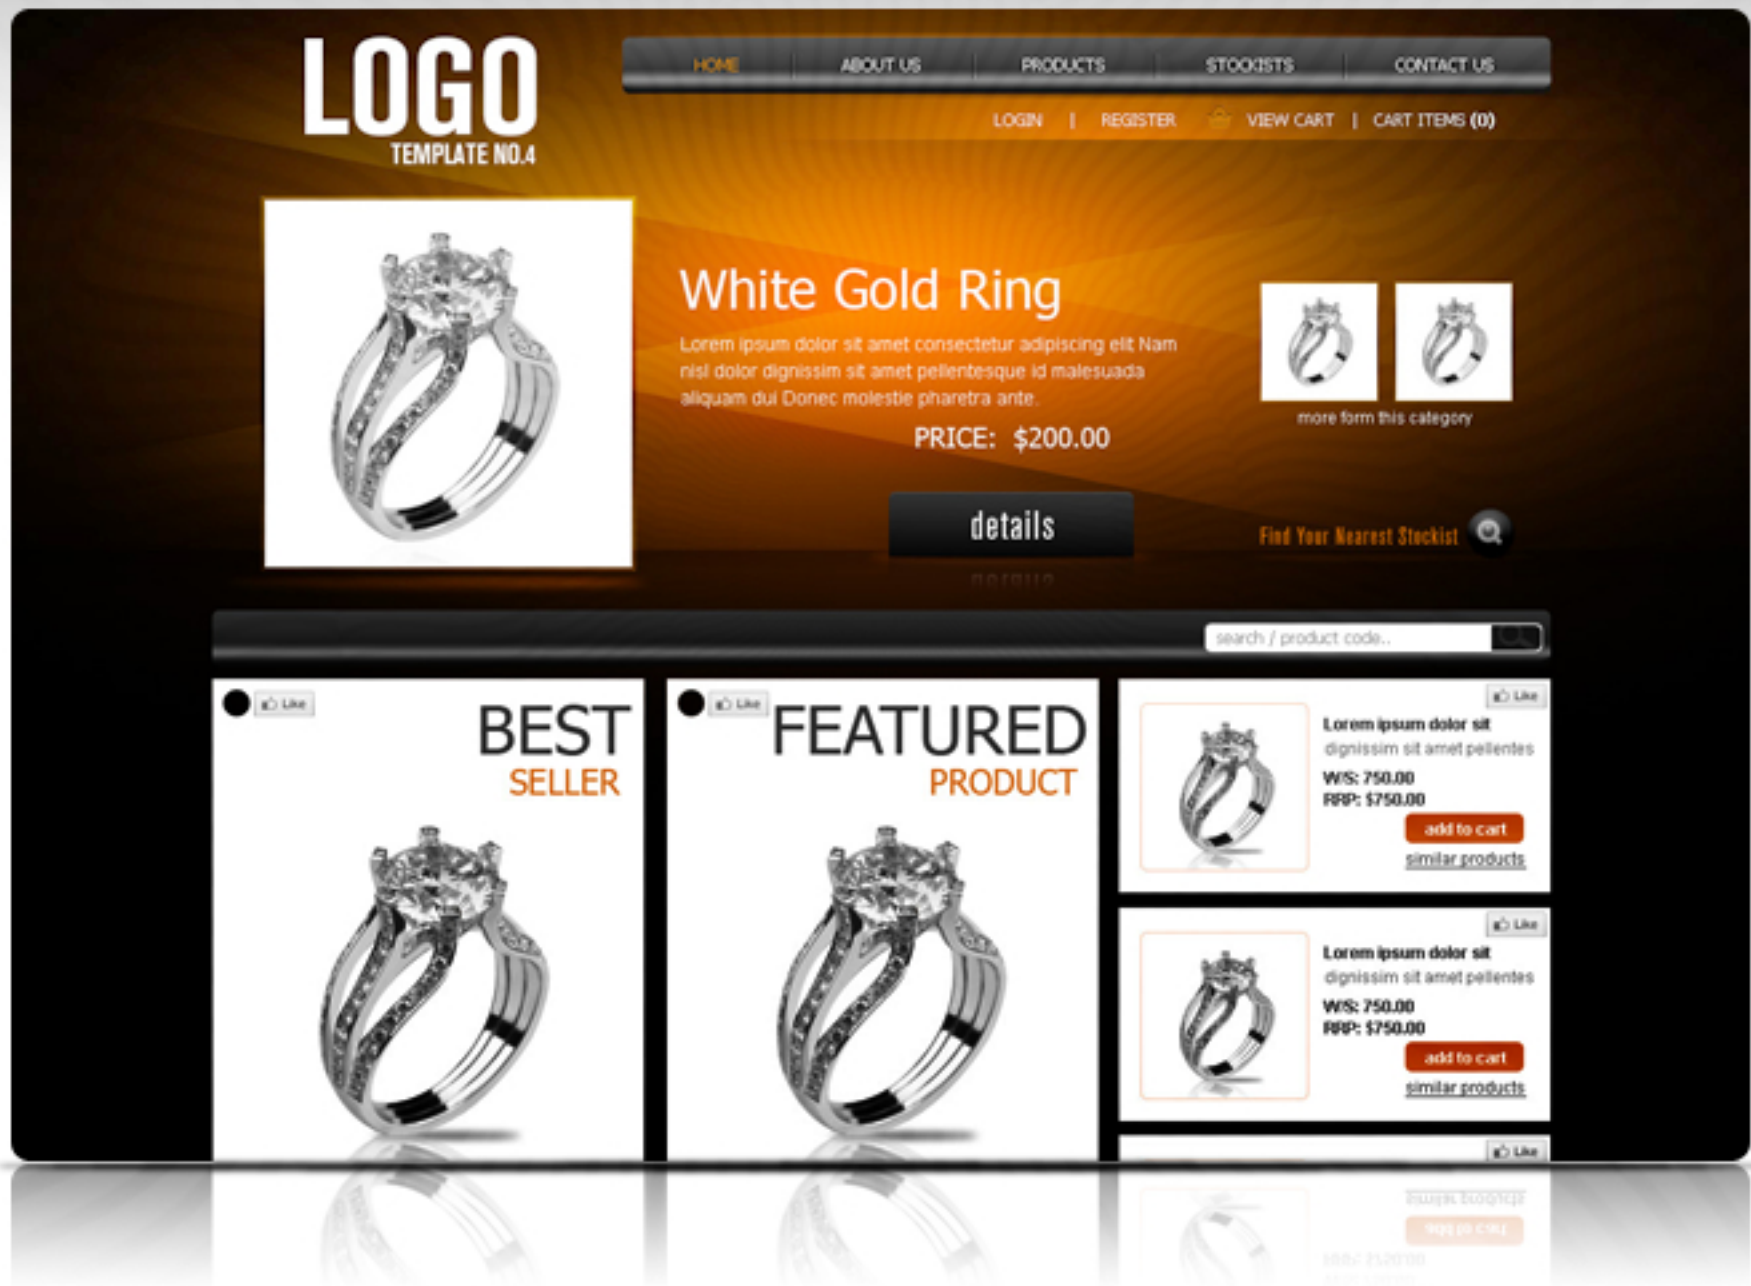 LOGO
TEMPLATE NO.4
HOME ABOUT US PRODUCTS STOCKISTS CONTACT US
LOGIN | REGISTER VIEW CART | CART ITEMS (0)
White Gold Ring
Lorem ipsum dolor sit amet consectetur adipiscing elit Nam
nisl dolor dignissim sit amet pellentesque id malesuada
aliquam dui Donec molestie pharetra ante.
PRICE: $200.00
details
more form this category
Find Your Nearest Stockist
search / product code..
Like
BEST
SELLER
Like
FEATURED
PRODUCT
Like
Lorem ipsum dolor sit
dignissim sit amet pellentes
W/S: 750.00
RRP: $750.00
add to cart
similar products
Like
Lorem ipsum dolor sit
dignissim sit amet pellentes
W/S: 750.00
RRP: $750.00
add to cart
similar products
Like